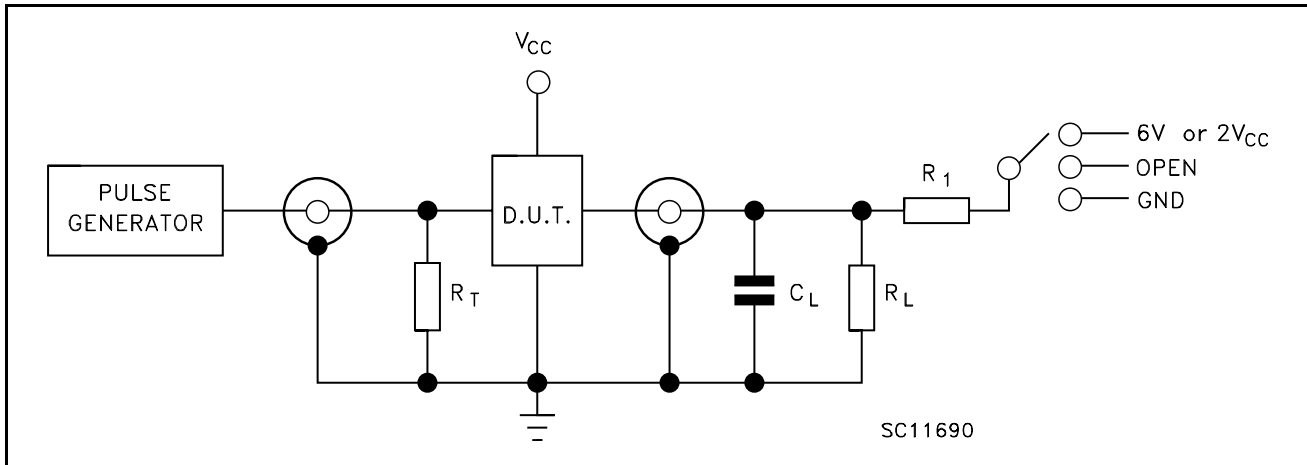 VCC
PULSE
GENERATOR
D.U.T.
RT
CL
RL
R1
6V or 2VCC
OPEN
GND
SC11690